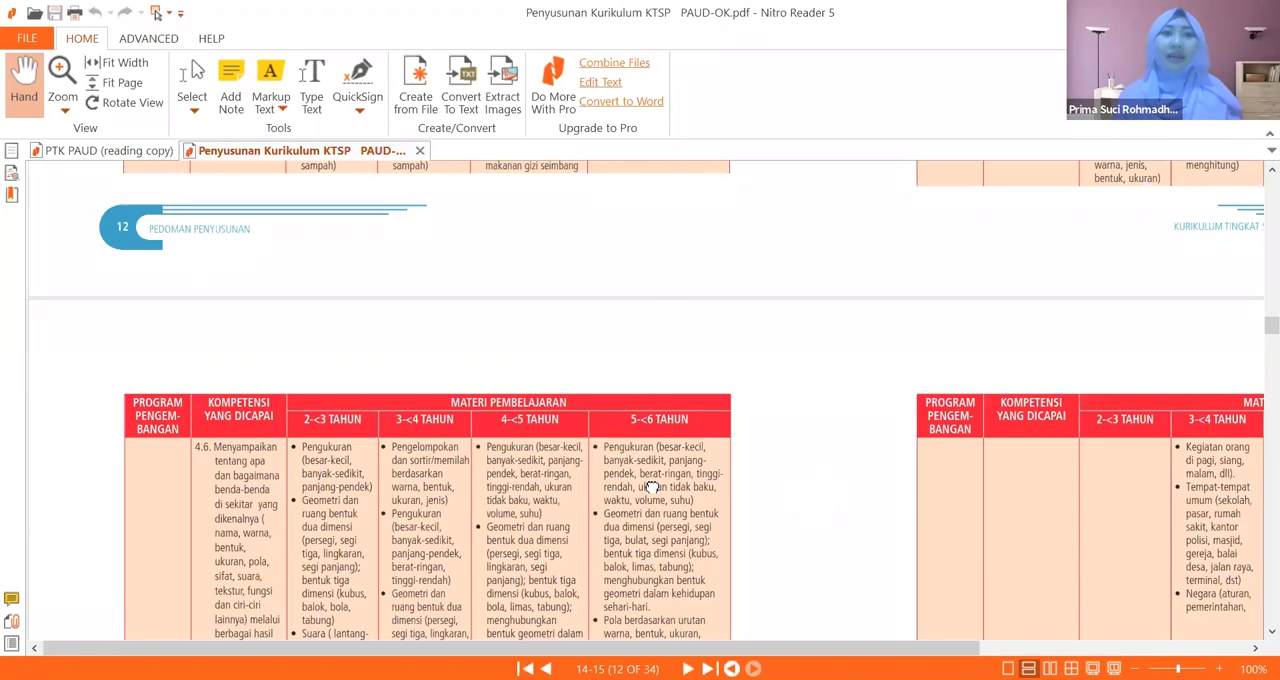 Penyusunan Kurikulum KTSP PAUD-OK.pdf - Nitro Reader 5
FILE HOME ADVANCED HELP
Hand
Zoom
Fit Width
Fit Page
Rotate View
View
Select
Add Note
Markup Text
Type Text
QuickSign
Tools
Create from File
Convert To Text
Extract Images
Create/Convert
Do More With Pro
Combine Files
Edit Text
Convert to Word
Upgrade to Pro
Prima Suci Rohmadh...
PTK PAUD (reading copy)
Penyusunan Kurikulum KTSP PAUD-...
sampah)
sampah)
makanan gizi seimbang
warna, jenis,
bentuk, ukuran)
menghitung)
12 PEDOMAN PENYUSUNAN
KURIKULUM TINGKAT S
PROGRAM
PENGEM-
BANGAN
KOMPETENSI
YANG DICAPAI
MATERI PEMBELAJARAN
2-<3 TAHUN
3-<4 TAHUN
4-<5 TAHUN
5-<6 TAHUN
4.6. Menyampaikan
tentang apa
dan bagaimana
benda-benda
di sekitar yang
dikenalnya (
nama, warna,
bentuk,
ukuran, pola,
sifat, suara,
tekstur, fungsi
dan ciri-ciri
lainnya) melalui
berbagai hasil
• Pengukuran
(besar-kecil,
banyak-sedikit,
panjang-pendek)
• Geometri dan
ruang bentuk
dua dimensi
(persegi, segi
tiga, lingkaran,
segi panjang);
bentuk tiga
dimensi (kubus,
balok, bola,
tabung)
• Suara ( lantang-
• Pengelompokan
dan sortir/memilah
berdasarkan
warna, bentuk,
ukuran, jenis)
• Pengukuran
(besar-kecil,
banyak-sedikit,
panjang-pendek,
berat-ringan,
tinggi-rendah)
• Geometri dan
ruang bentuk dua
dimensi (persegi,
segi tiga, lingkaran,
• Pengukuran (besar-kecil,
banyak-sedikit, panjang-
pendek, berat-ringan,
tinggi-rendah, ukuran
tidak baku, waktu,
volume, suhu)
• Geometri dan ruang
bentuk dua dimensi
(persegi, segi tiga,
lingkaran, segi
panjang); bentuk tiga
dimensi (kubus, balok,
bola, limas, tabung);
menghubungkan
bentuk geometri dalam
• Pengukuran (besar-kecil,
banyak-sedikit, panjang-
pendek, berat-ringan, tinggi-
rendah, ukuran tidak baku,
waktu, volume, suhu)
• Geometri dan ruang bentuk
dua dimensi (persegi, segi
tiga, bulat, segi panjang);
bentuk tiga dimensi (kubus,
balok, limas, tabung);
menghubungkan bentuk
geometri dalam kehidupan
sehari-hari.
• Pola berdasarkan urutan
warna, bentuk, ukuran,
PROGRAM
PENGEM-
BANGAN
KOMPETENSI
YANG DICAPAI
MAT
2-<3 TAHUN
3-<4 TAHUN
• Kegiatan orang
di pagi, siang,
malam, dll).
• Tempat-tempat
umum (sekolah,
pasar, rumah
sakit, kantor
polisi, masjid,
gereja, balai
desa, jalan raya,
terminal, dst)
• Negara (aturan,
pemerintahan,
14-15 (12 OF 34)
100%